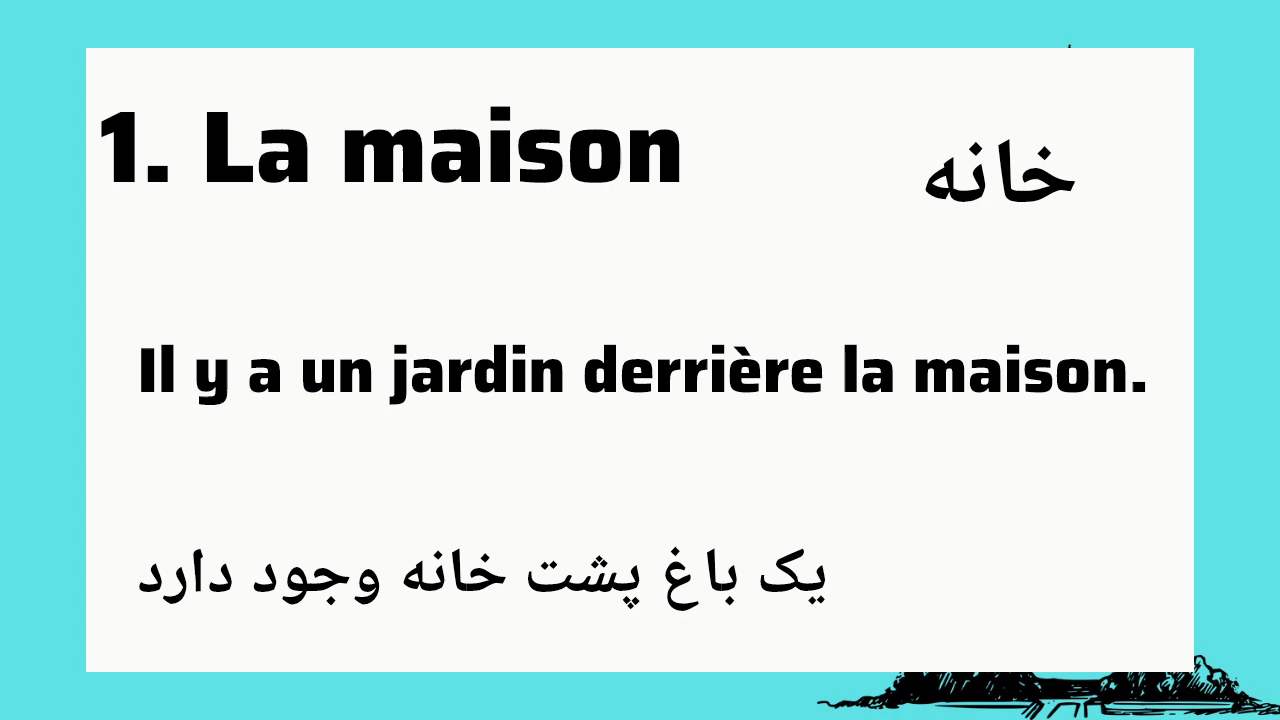 1. La maison
خانه
Il y a un jardin derrière la maison.
یک باغ پشت خانه وجود دارد